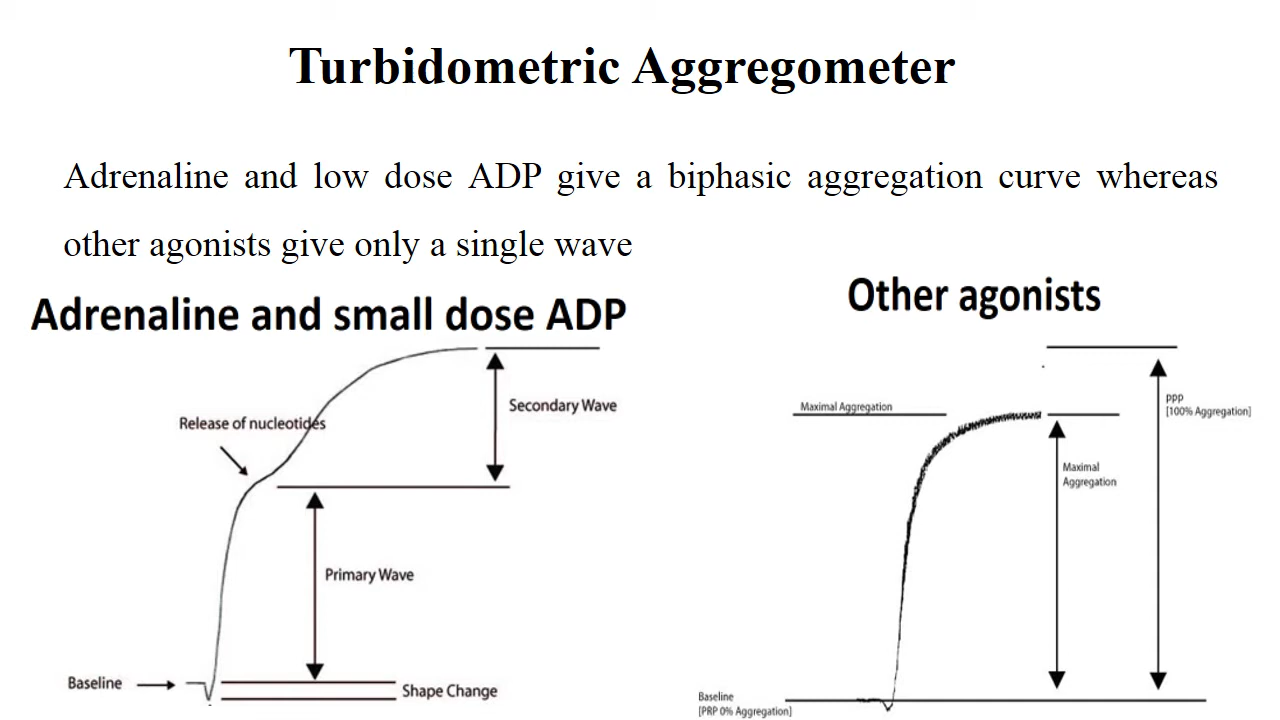 Turbidometric Aggregometer
Adrenaline and low dose ADP give a biphasic aggregation curve whereas
other agonists give only a single wave
Adrenaline and small dose ADP
Release of nucleotides
Secondary Wave
Primary Wave
Baseline
Shape Change
Other agonists
Maximal Aggregation
PPP
[100% Aggregation]
Maximal
Aggregation
Baseline
[PRP 0% Aggregation]